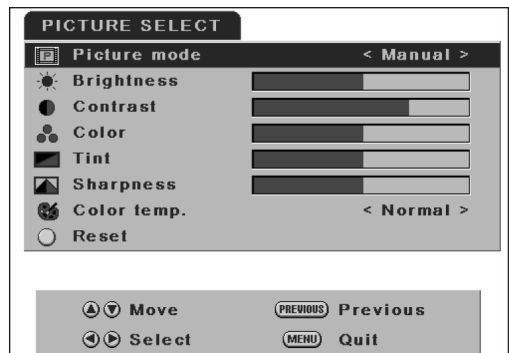 PICTURE SELECT
P Picture mode < Manual >
Brightness
Contrast
Color
Tint
Sharpness
Color temp. < Normal >
Reset
Move PREVIOUS Previous
Select MENU Quit